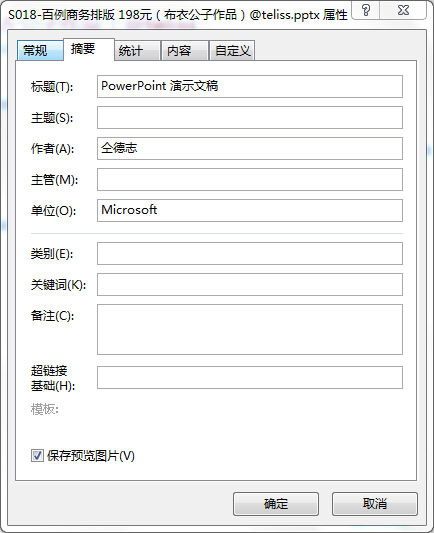 S018-百例商务排版 198元（布衣公子作品）@teliss.pptx 属性
常规 摘要 统计 内容 自定义
标题(T): PowerPoint 演示文稿
主题(S):
作者(A): 仝德志
主管(M):
单位(O): Microsoft
类别(E):
关键词(K):
备注(C):
超链接
基础(H):
模板:
保存预览图片(V)
确定 取消